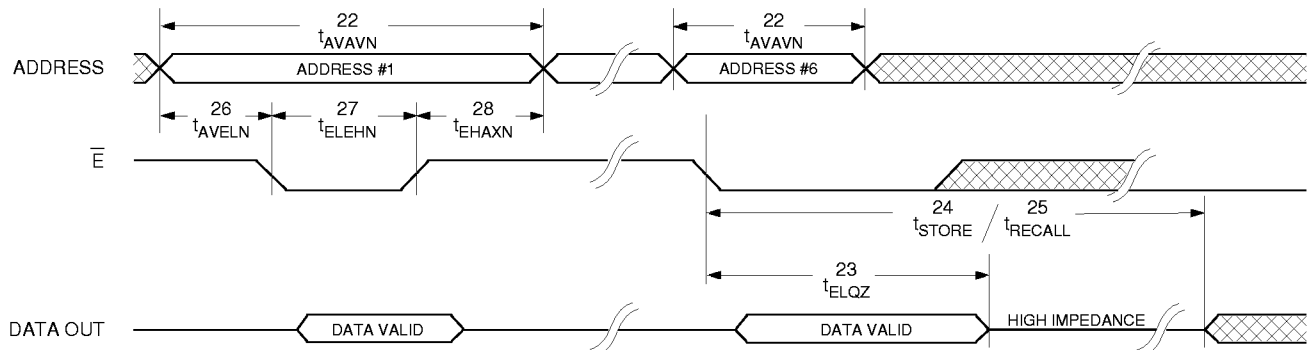 22
tAVAVN
22
tAVAVN
ADDRESS
ADDRESS #1
ADDRESS #6
26
tAVELN
27
tELEHN
28
tEHAXN
E
24
tSTORE
/
25
tRECALL
23
tELQZ
DATA OUT
DATA VALID
DATA VALID
HIGH IMPEDANCE